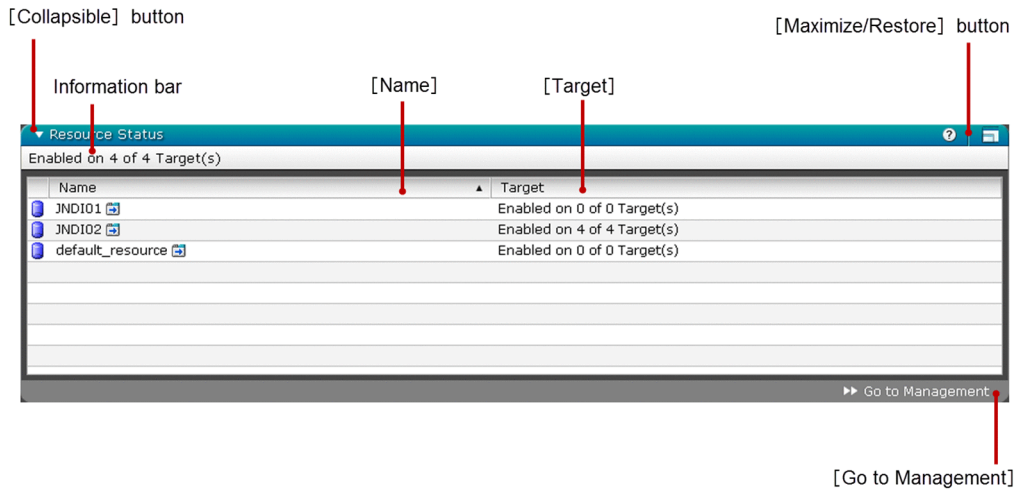 ［Collapsible］ button
［Maximize/Restore］ button
Information bar
［Name］
［Target］
Resource Status
?
Enabled on 4 of 4 Target(s)
Name ▲ Target
JNDI01 Enabled on 0 of 0 Target(s)
JNDI02 Enabled on 4 of 4 Target(s)
default_resource Enabled on 0 of 0 Target(s)
Go to Management
［Go to Management］